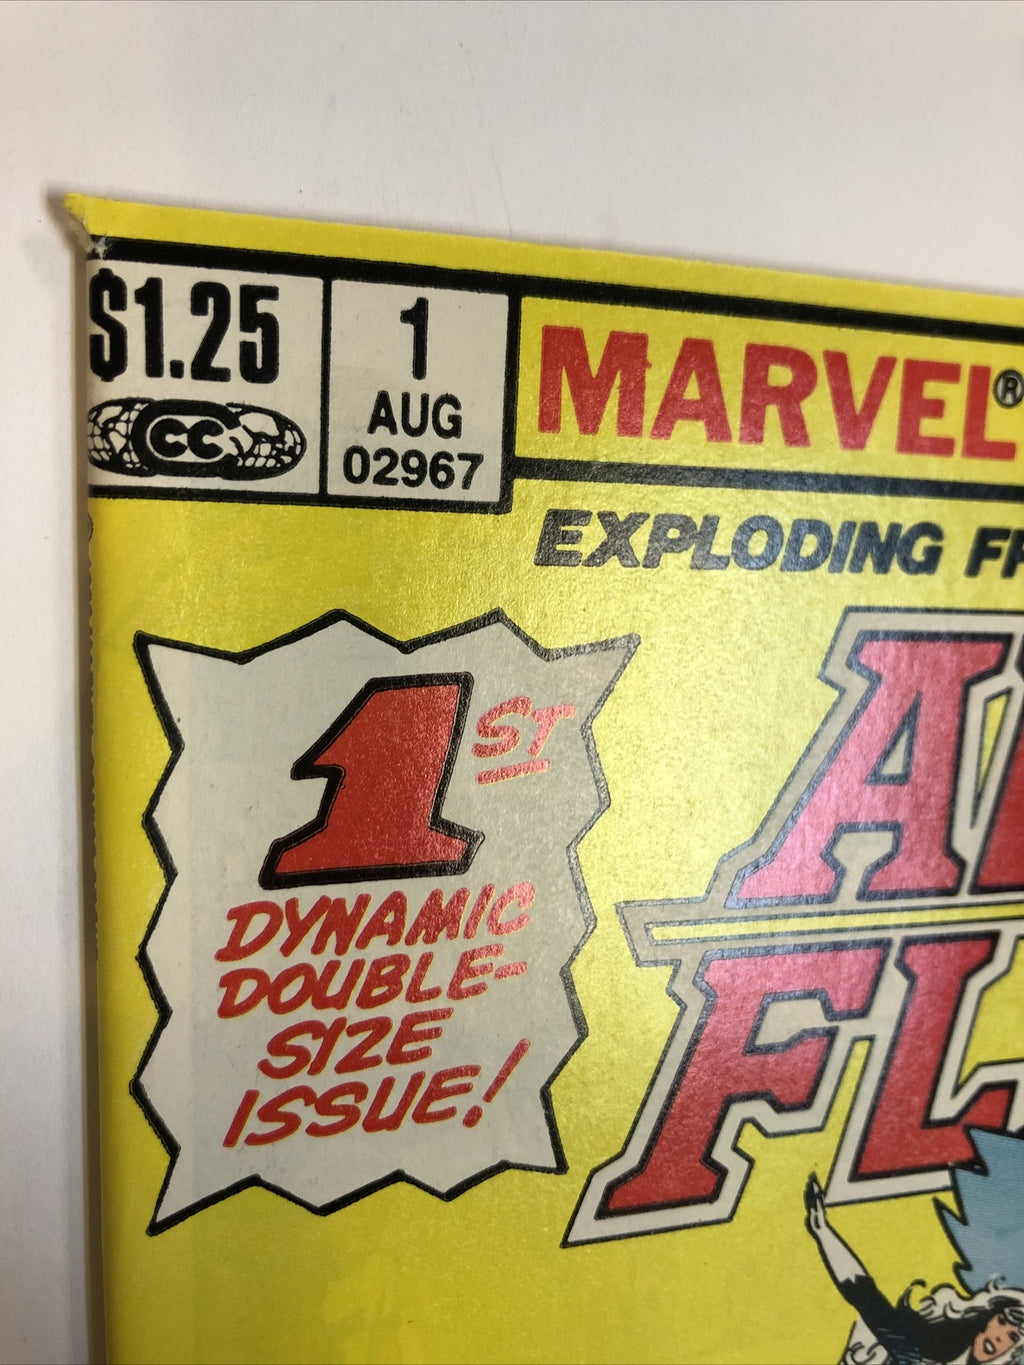 $1.25
CC
1
AUG
02967
MARVEL®
EXPLODING
1ST
DYNAMIC
DOUBLE-
SIZE
ISSUE!